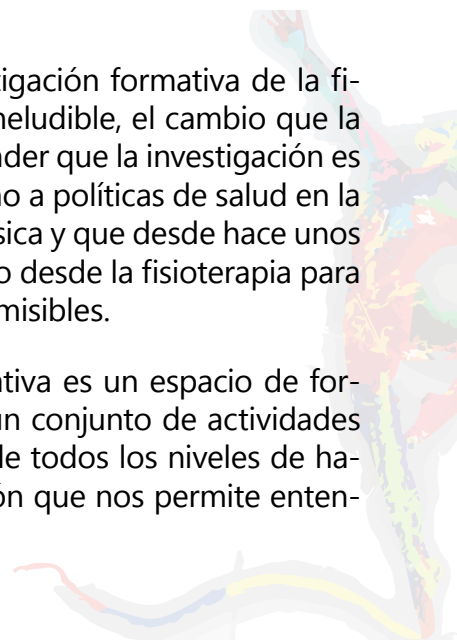 tigación formativa de la fi-
neludible, el cambio que la
nder que la investigación es
no a políticas de salud en la
sica y que desde hace unos
o desde la fisioterapia para
misibles.
ativa es un espacio de for-
un conjunto de actividades
de todos los niveles de ha-
ón que nos permite enten-